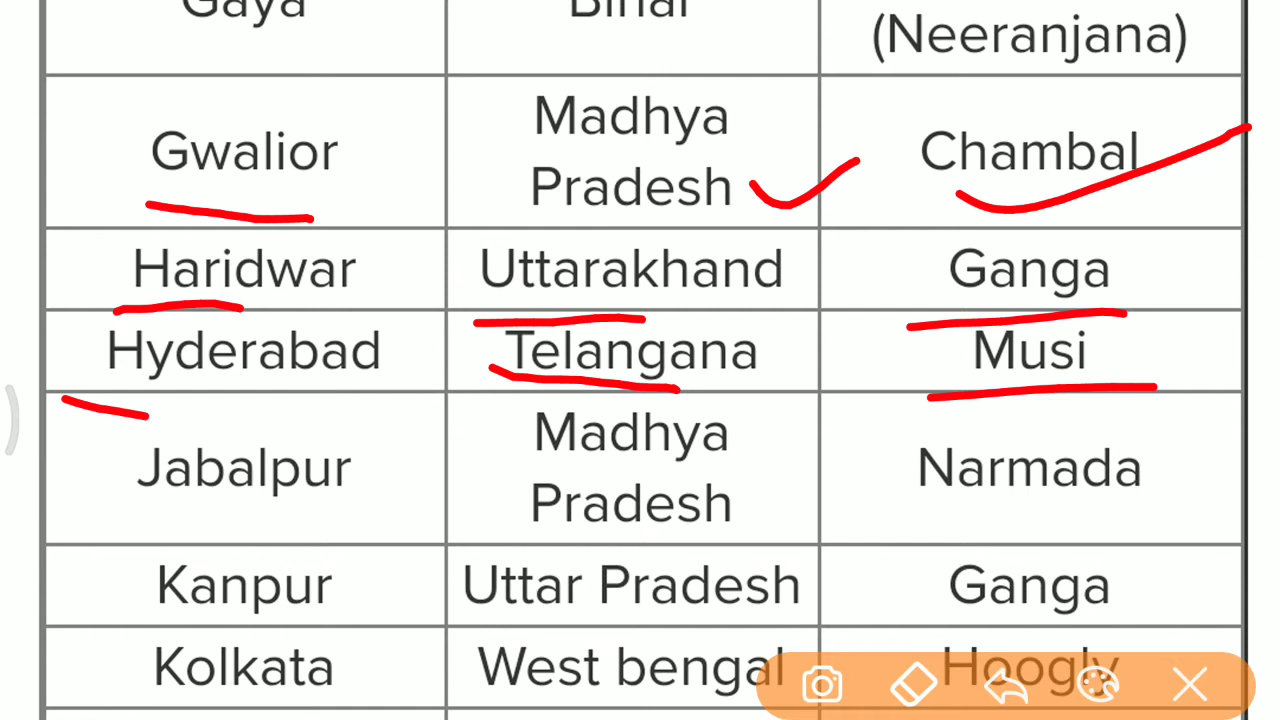 Gaya Bihar
(Neeranjana)
Gwalior Madhya Pradesh Chambal
Haridwar Uttarakhand Ganga
Hyderabad Telangana Musi
Jabalpur Madhya Pradesh Narmada
Kanpur Uttar Pradesh Ganga
Kolkata West bengal Hoogly